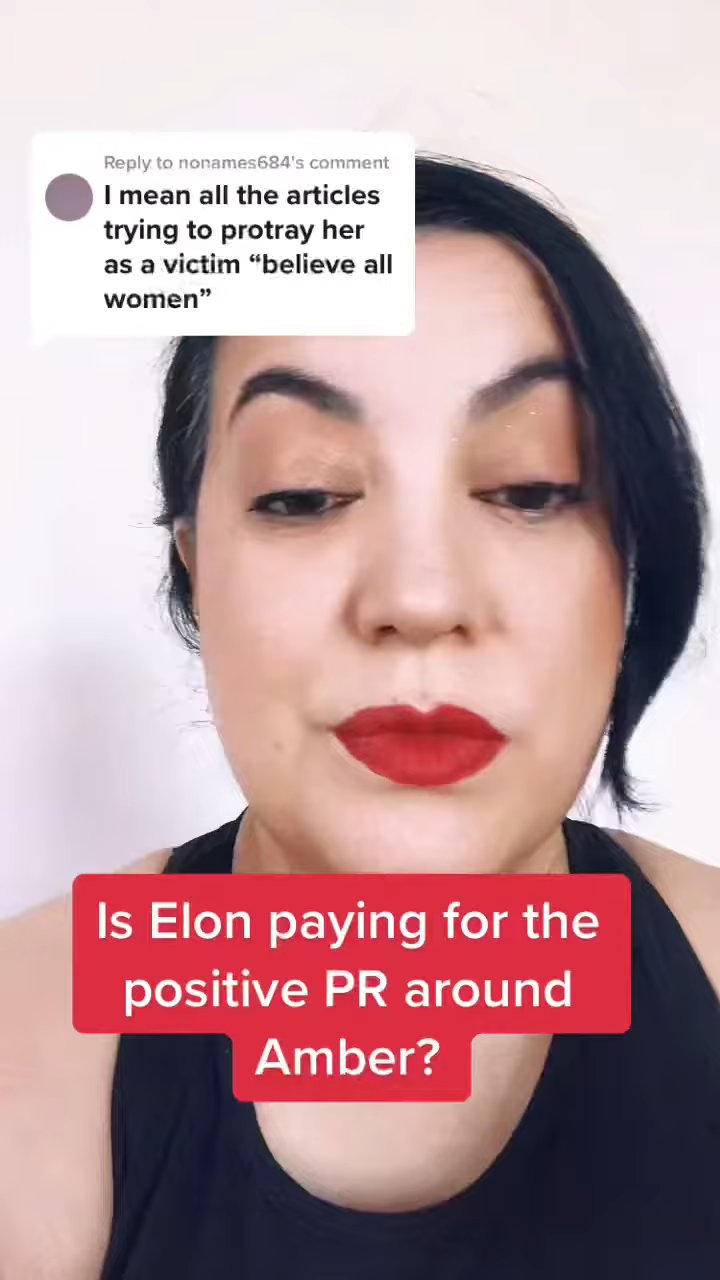 Reply to nonames684's comment
I mean all the articles
trying to protray her
as a victim “believe all
women”
Is Elon paying for the
positive PR around
Amber?